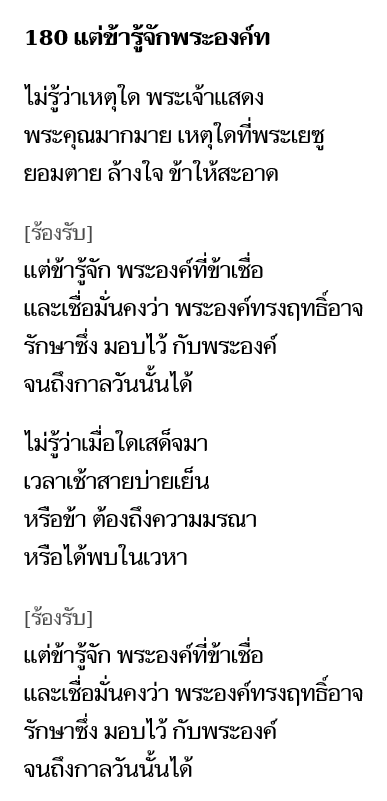 180 แต่ข้ารู้จักพระองค์ท
ไม่รู้ว่าเหตุใด พระเจ้าแสดง
พระคุณมากมาย เหตุใดที่พระเยซู
ยอมตาย ล้างใจ ข้าให้สะอาด
[ร้องรับ]
แต่ข้ารู้จัก พระองค์ที่ข้าเชื่อ
และเชื่อมั่นคงว่า พระองค์ทรงฤทธิ์อาจ
รักษาซึ่ง มอบไว้ กับพระองค์
จนถึงกาลวันนั้นได้
ไม่รู้ว่าเมื่อใดเสด็จมา
เวลาเช้าสายบ่ายเย็น
หรือข้า ต้องถึงความมรณา
หรือได้พบในเวหา
[ร้องรับ]
แต่ข้ารู้จัก พระองค์ที่ข้าเชื่อ
และเชื่อมั่นคงว่า พระองค์ทรงฤทธิ์อาจ
รักษาซึ่ง มอบไว้ กับพระองค์
จนถึงกาลวันนั้นได้